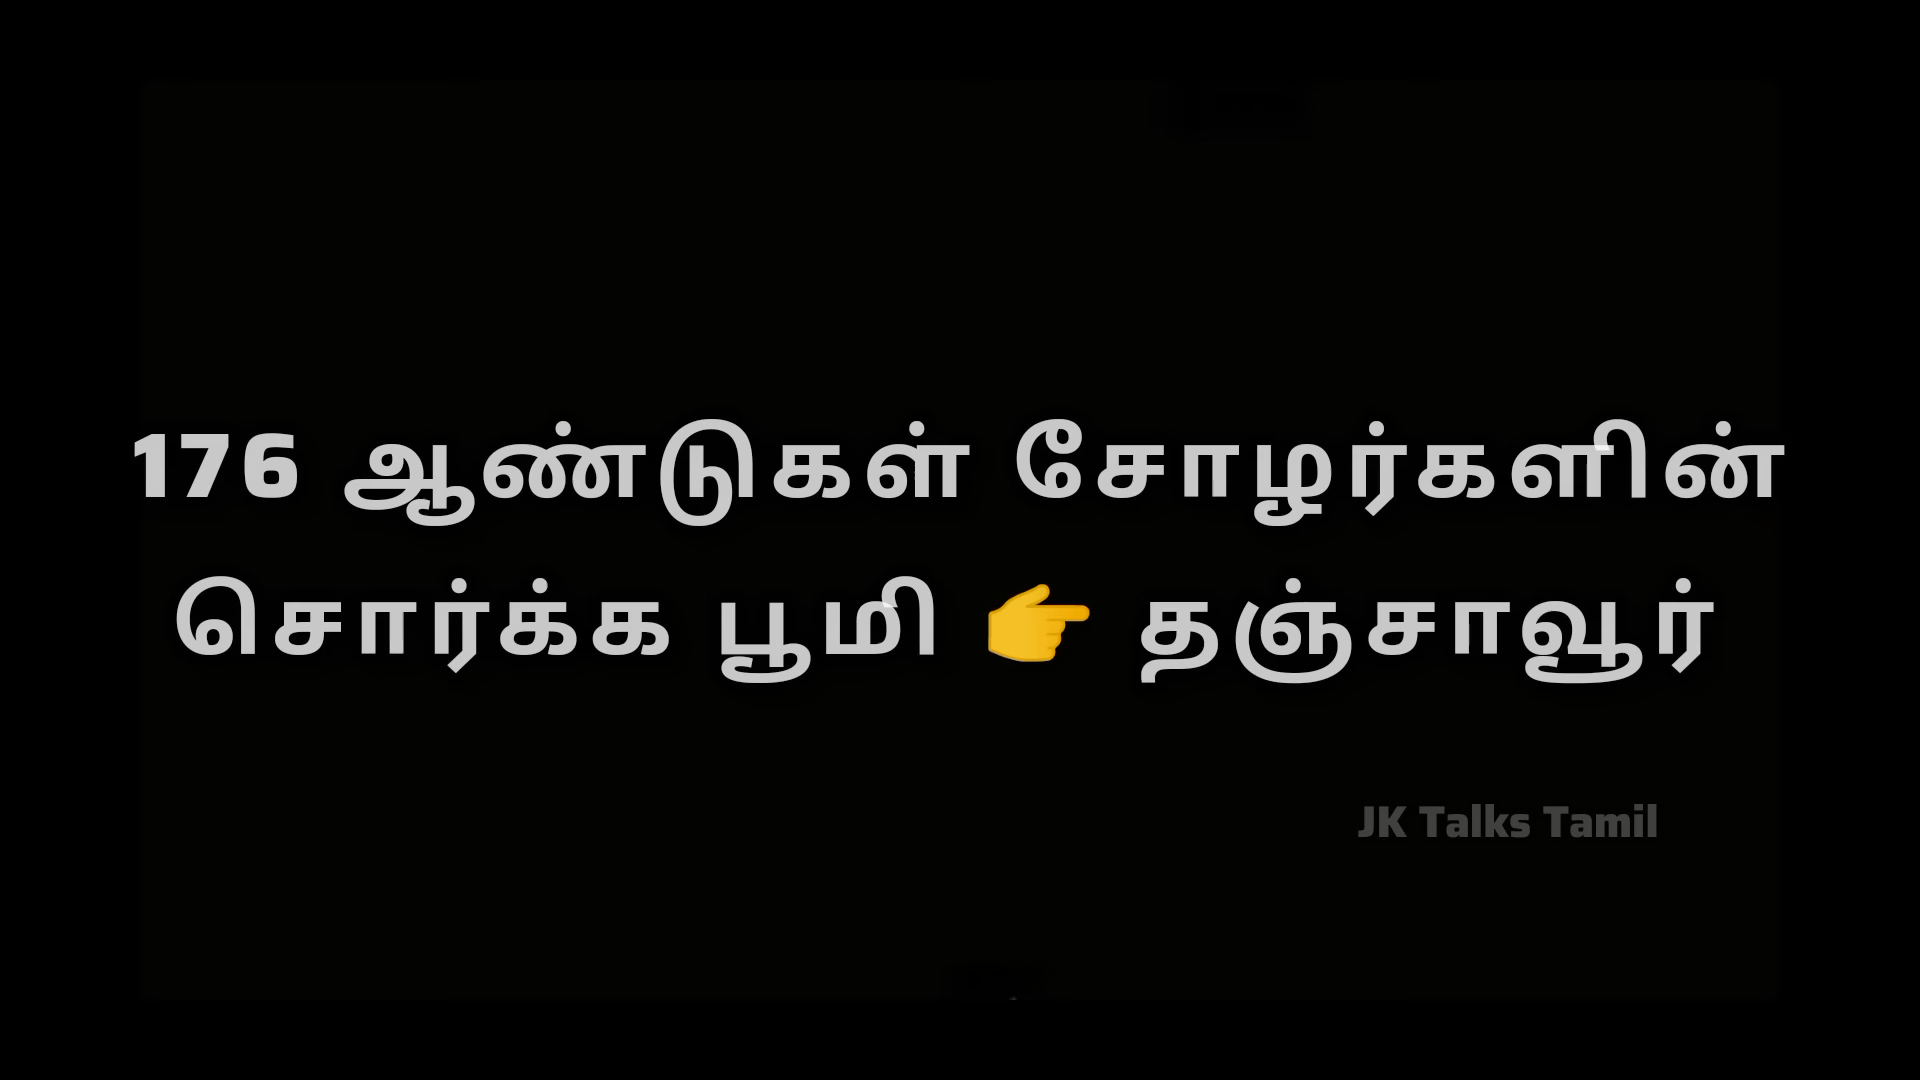 176 ஆண்டுகள் சோழர்களின்
சொர்க்க பூமி 👉 தஞ்சாவூர்
JK Talks Tamil